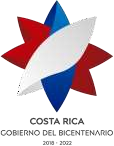 COSTA RICA
GOBIERNO DEL BICENTENARIO
2018 - 2022